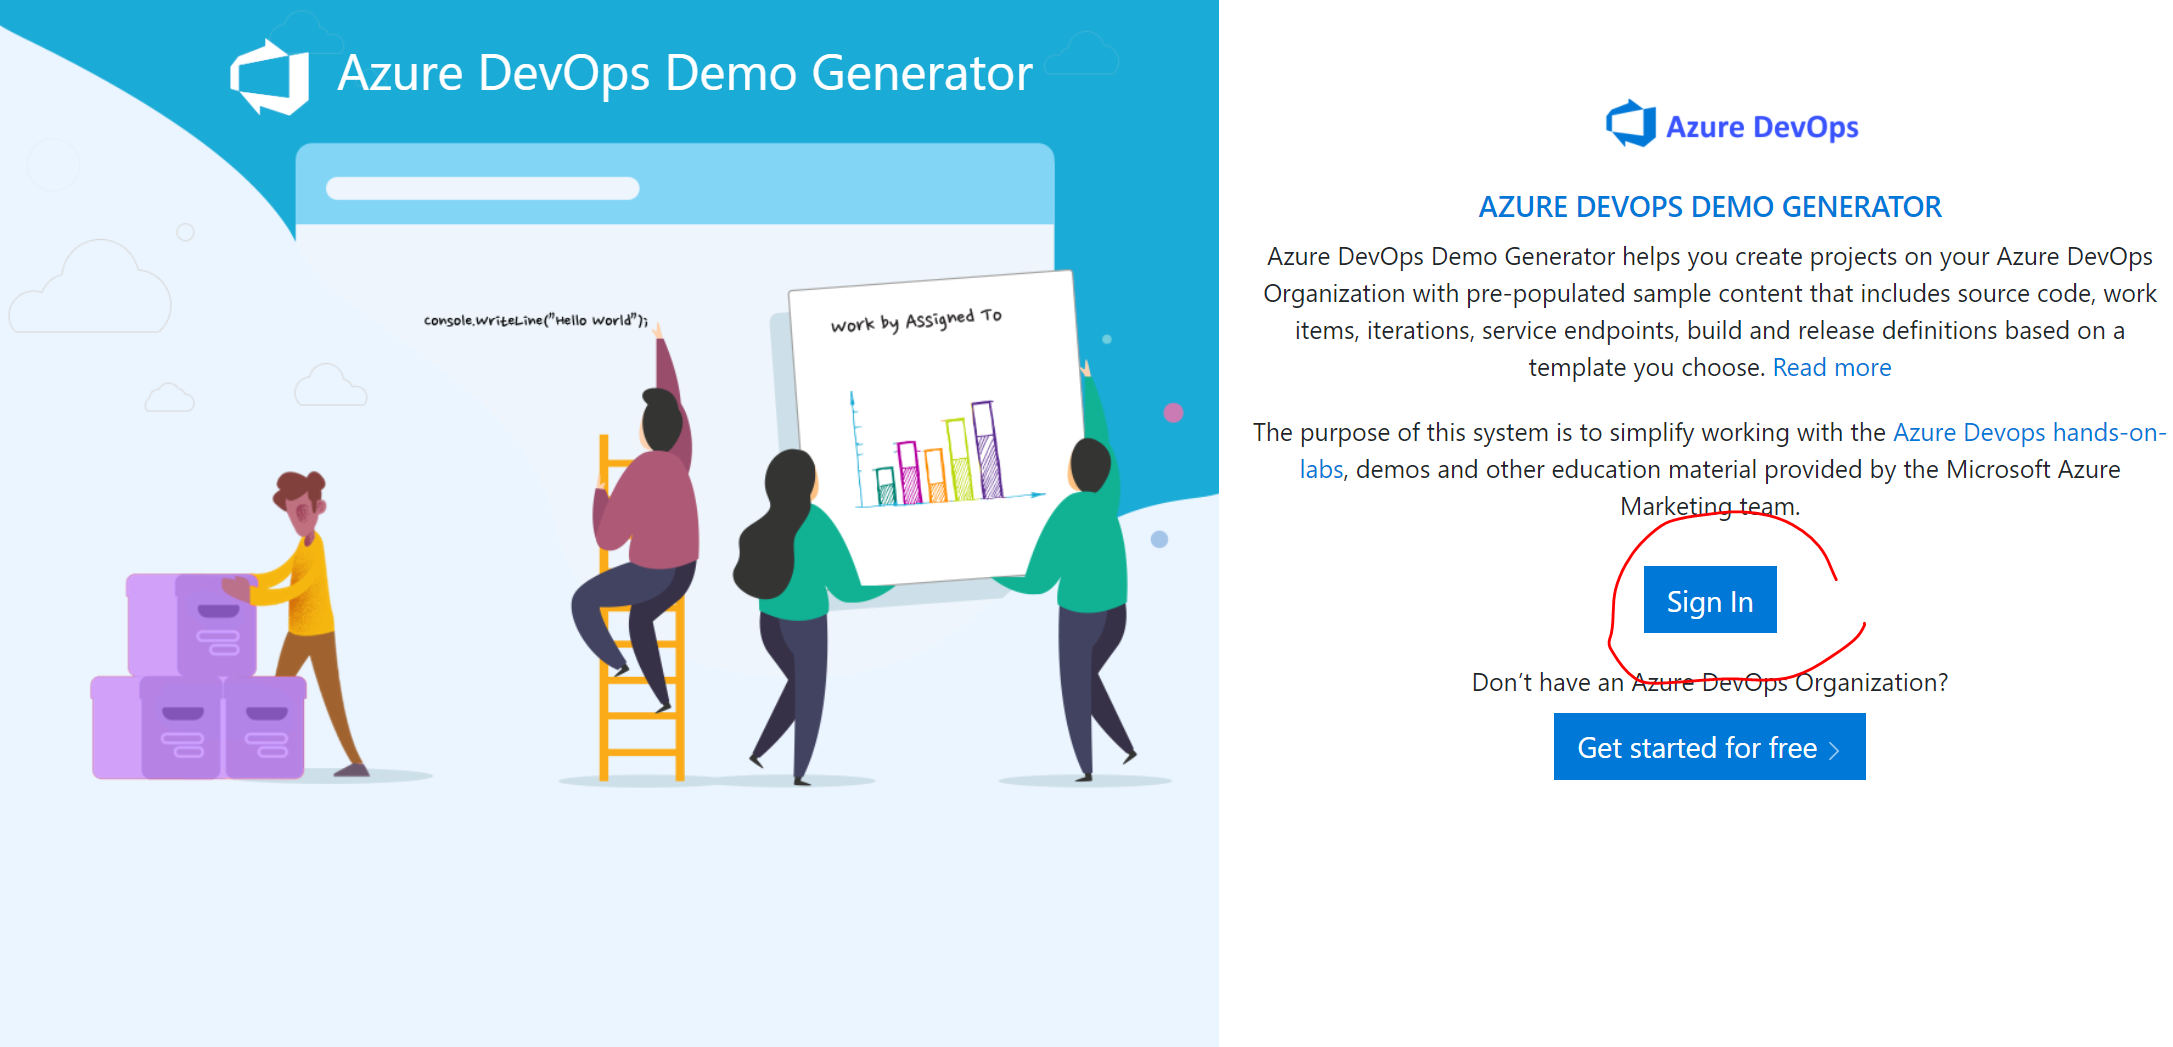 Azure DevOps Demo Generator
console.WriteLine("Hello World");
Work by Assigned To
Azure DevOps
AZURE DEVOPS DEMO GENERATOR
Azure DevOps Demo Generator helps you create projects on your Azure DevOps
Organization with pre-populated sample content that includes source code, work
items, iterations, service endpoints, build and release definitions based on a
template you choose. Read more
The purpose of this system is to simplify working with the Azure Devops hands-on-
labs, demos and other education material provided by the Microsoft Azure
Marketing team.
Sign In
Don't have an Azure DevOps Organization?
Get started for free >